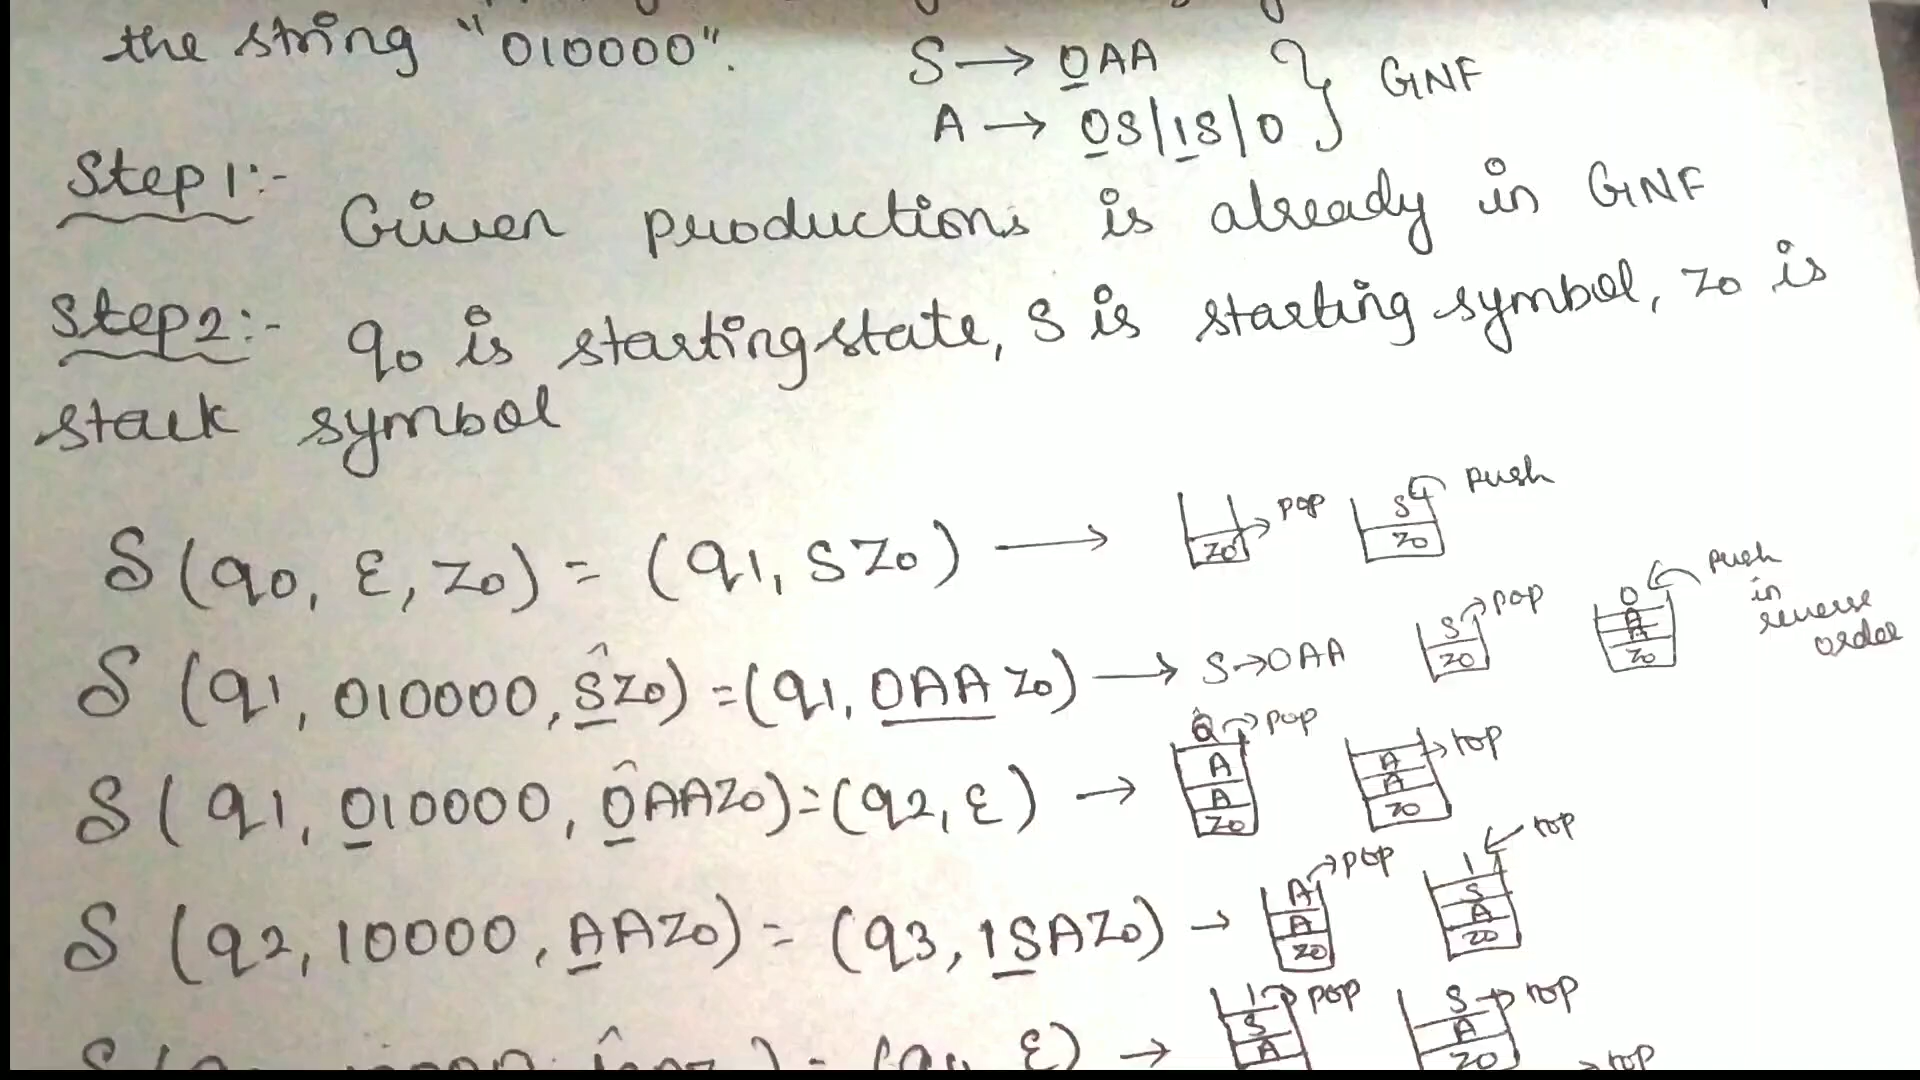 the string "010000".
S → 0AA } GNF
A → 0S|1S|0
Step 1:-
Given productions is already in GNF
Step 2:- q0 is starting state, S is starting symbol, z0 is
stack symbol
δ(q0, ε, z0) = (q1, Sz0) → z0 pop S z0 push
δ(q1, 010000, Sz0) = (q1, 0AAz0) → S→0AA S z0 pop 0 A A z0 push in reverse order
δ(q1, 010000, 0AAz0) = (q2, ε) → 0 A A z0 pop A A z0 top
δ(q2, 10000, AAz0) = (q3, 1SAz0) → A A z0 pop 1 S A z0 top
ε) → 1 S A pop S A z0 top
top